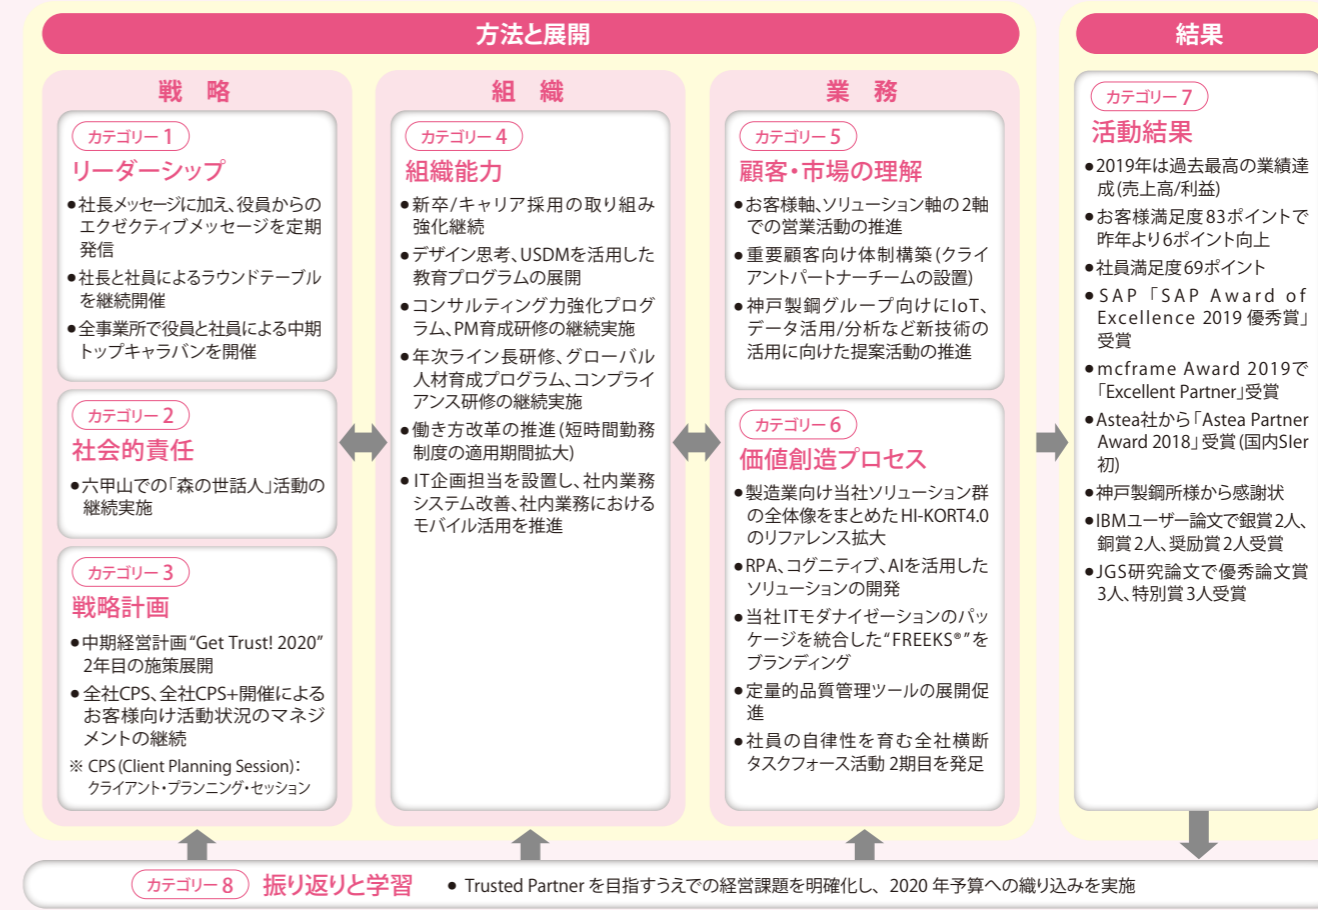 方法と展開
戦 略
カテゴリー 1
リーダーシップ
●社長メッセージに加え、役員からの
エクゼクティブメッセージを定期
発信
●社長と社員によるラウンドテーブル
を継続開催
●全事業所で役員と社員による中期
トップキャラバンを開催
カテゴリー 2
社会的責任
●六甲山での「森の世話人」活動の
継続実施
カテゴリー 3
戦略計画
●中期経営計画“Get Trust! 2020”
2年目の施策展開
●全社CPS、全社CPS+開催による
お客様向け活動状況のマネジ
メントの継続
※ CPS(Client Planning Session):
クライアント・プランニング・セッション
組 織
カテゴリー 4
組織能力
●新卒/キャリア採用の取り組み
強化継続
●デザイン思考、USDMを活用した
教育プログラムの展開
●コンサルティング力強化プログ
ラム、PM育成研修の継続実施
●年次ライン長研修、グローバル
人材育成プログラム、コンプライ
アンス研修の継続実施
●働き方改革の推進(短時間勤務
制度の適用期間拡大)
●IT企画担当を設置し、社内業務
システム改善、社内業務における
モバイル活用を推進
業 務
カテゴリー 5
顧客・市場の理解
●お客様軸、ソリューション軸の2軸
での営業活動の推進
●重要顧客向け体制構築(クライ
アントパートナーチームの設置)
●神戸製鋼グループ向けにIoT、
データ活用/分析など新技術の
活用に向けた提案活動の推進
カテゴリー 6
価値創造プロセス
●製造業向け当社ソリューション群
の全体像をまとめたHI-KORT4.0
のリファレンス拡大
●RPA、コグニティブ、AIを活用した
ソリューションの開発
●当社ITモダナイゼーションのパッ
ケージを統合した“FREEKS®”を
ブランディング
●定量的品質管理ツールの展開促
進
●社員の自律性を育む全社横断
タスクフォース活動 2期目を発足
結果
カテゴリー 7
活動結果
●2019年は過去最高の業績達
成(売上高/利益)
●お客様満足度83ポイントで
昨年より6ポイント向上
●社員満足度69ポイント
●SAP「SAP Award of
Excellence 2019 優秀賞」
受賞
●mcframe Award 2019で
「Excellent Partner」受賞
●Astea社から「Astea Partner
Award 2018」受賞(国内SIer
初)
●神戸製鋼所様から感謝状
●IBMユーザー論文で銀賞2人、
銅賞2人、奨励賞2人受賞
●JGS研究論文で優秀論文賞
3人、特別賞3人受賞
カテゴリー 8 振り返りと学習 ● Trusted Partner を目指すうえでの経営課題を明確化し、2020 年予算への織り込みを実施